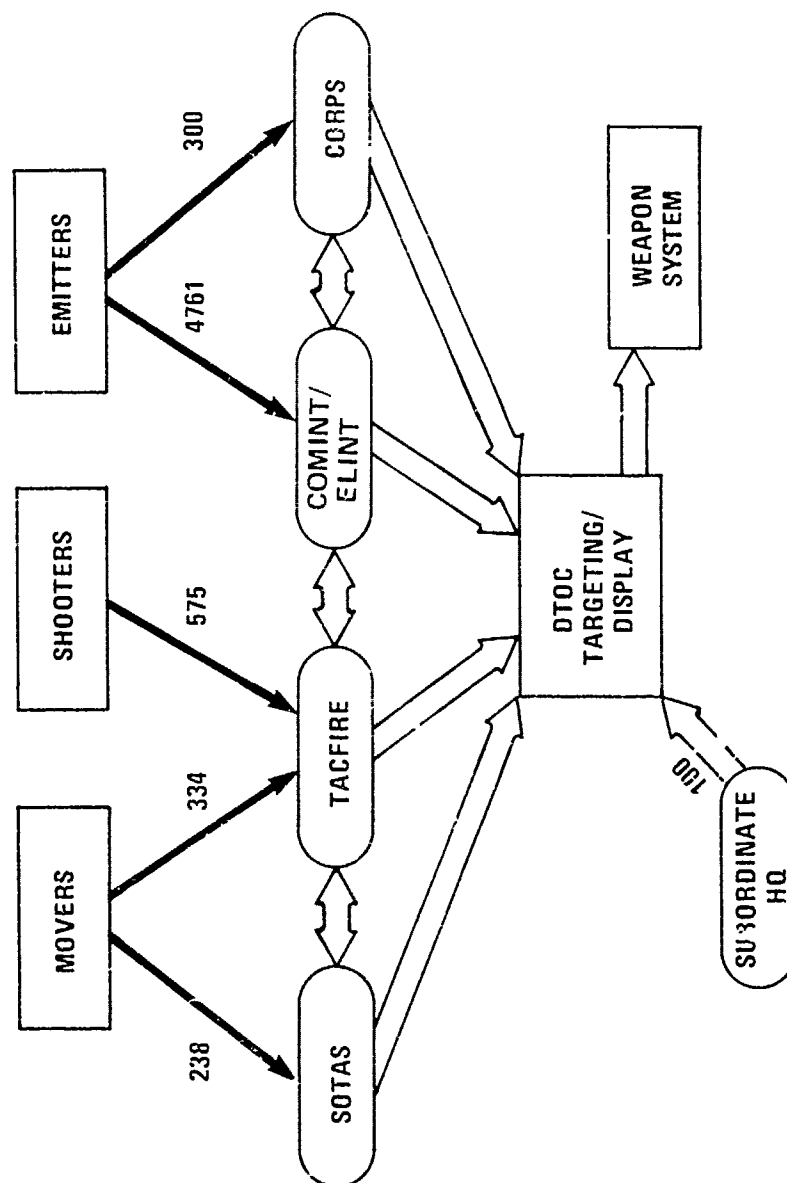 MOVERS
SHOOTERS
EMITTERS
238
334
575
4761
300
SOTAS
TACFIRE
COMINT/
ELINT
CORPS
SUBORDINATE
HQ
100
DTOC
TARGETING/
DISPLAY
WEAPON
SYSTEM